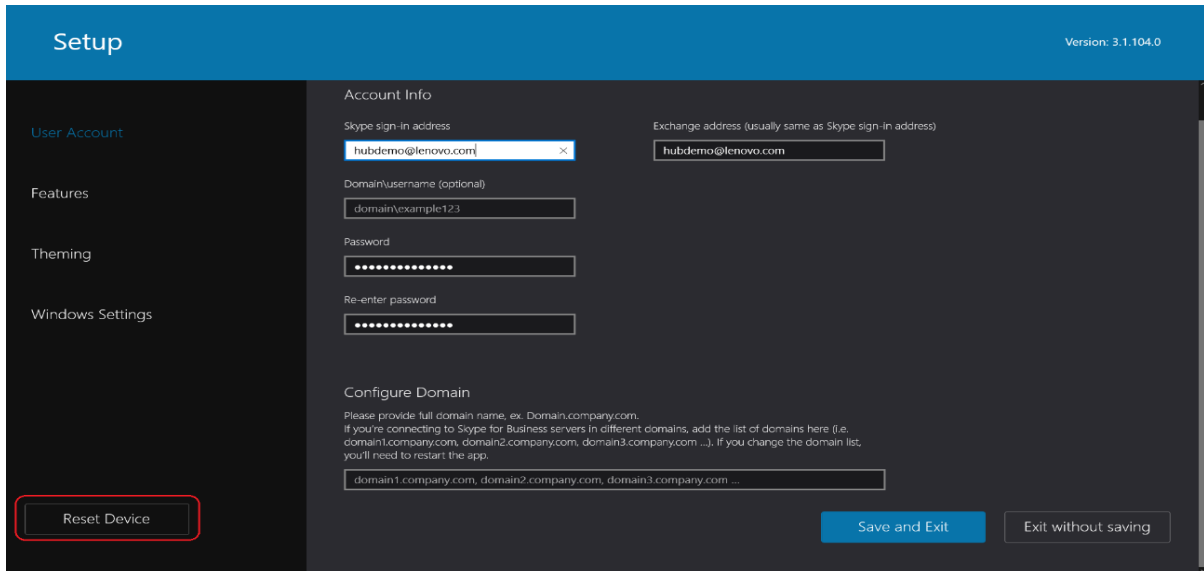 Setup
Version: 3.1.104.0
User Account
Features
Theming
Windows Settings
Reset Device
Account Info
Skype sign-in address
hubdemo@lenovo.com
Exchange address (usually same as Skype sign-in address)
hubdemo@lenovo.com
Domain\username (optional)
domain\example123
Password
••••••••••••••
Re-enter password
••••••••••••••
Configure Domain
Please provide full domain name, ex. Domain.company.com.
If you're connecting to Skype for Business servers in different domains, add the list of domains here (i.e.
domain1.company.com, domain2.company.com, domain3.company.com ...). If you change the domain list,
you'll need to restart the app.
domain1.company.com, domain2.company.com, domain3.company.com ...
Save and Exit
Exit without saving